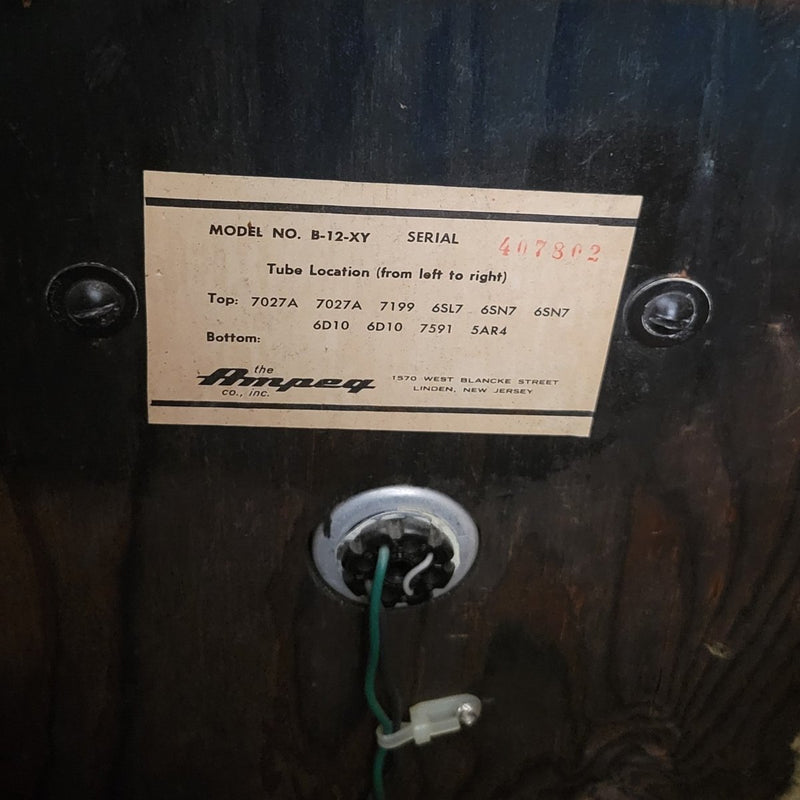 MODEL NO. B-12-XY SERIAL 407802
Tube Location (from left to right)
Top: 7027A 7027A 7199 6SL7 6SN7 6SN7
6D10 6D10 7591 5AR4
Bottom:
the
Ampeg
co., inc.
1570 WEST BLANCKE STREET
LINDEN, NEW JERSEY